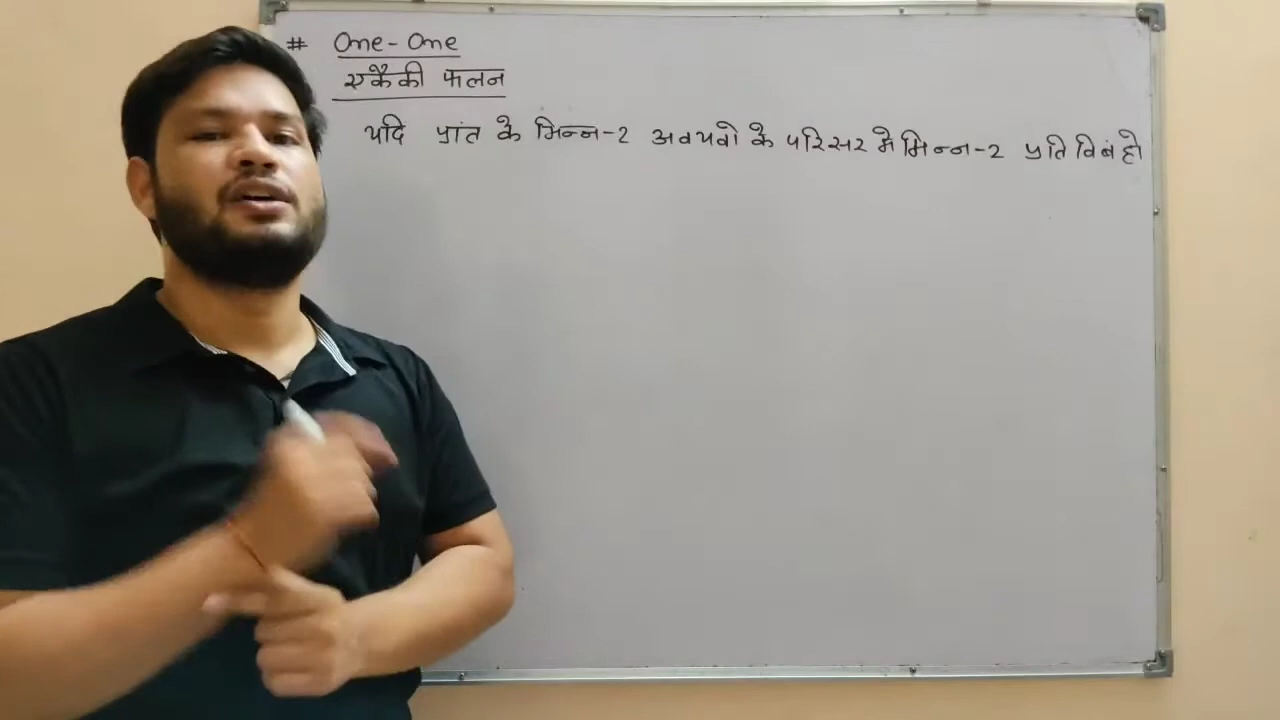 # One-One
एकैकी फलन
यदि प्रांत के भिन्न-2 अवयवो के परिसर मे भिन्न-2 प्रतिबिंब हो